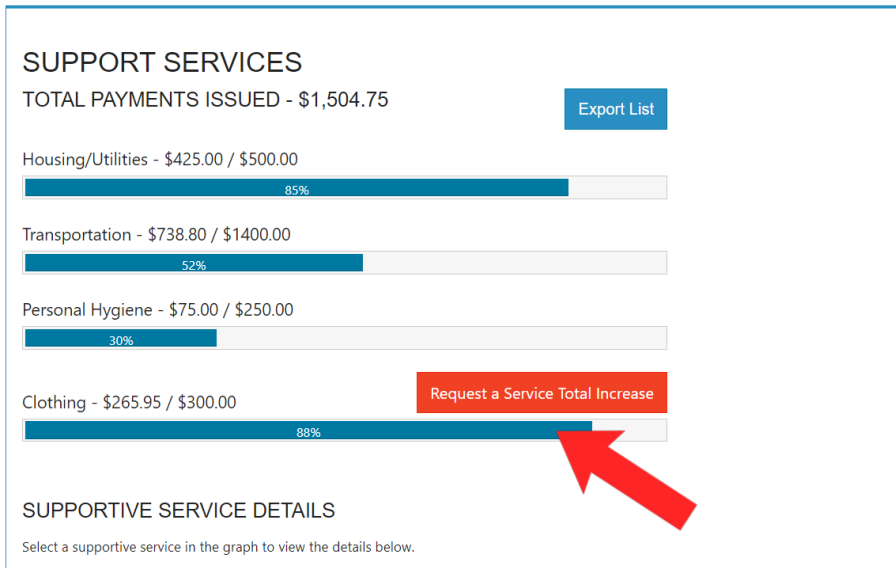 SUPPORT SERVICES
TOTAL PAYMENTS ISSUED - $1,504.75
Export List
Housing/Utilities - $425.00 / $500.00
85%
Transportation - $738.80 / $1400.00
52%
Personal Hygiene - $75.00 / $250.00
30%
Request a Service Total Increase
Clothing - $265.95 / $300.00
88%
SUPPORTIVE SERVICE DETAILS
Select a supportive service in the graph to view the details below.